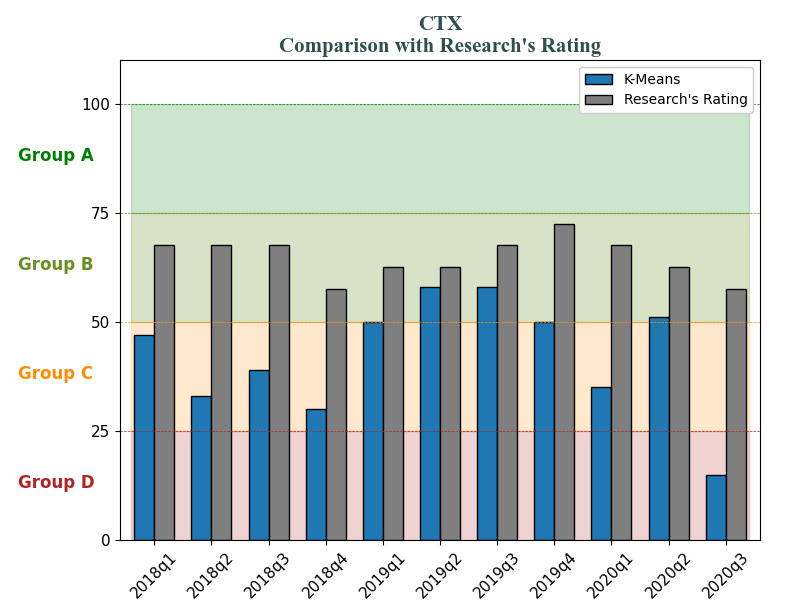 CTX
Comparison with Research's Rating
K-Means
Research's Rating
100
75
50
25
0
Group A
Group B
Group C
Group D
2018q1
2018q2
2018q3
2018q4
2019q1
2019q2
2019q3
2019q4
2020q1
2020q2
2020q3